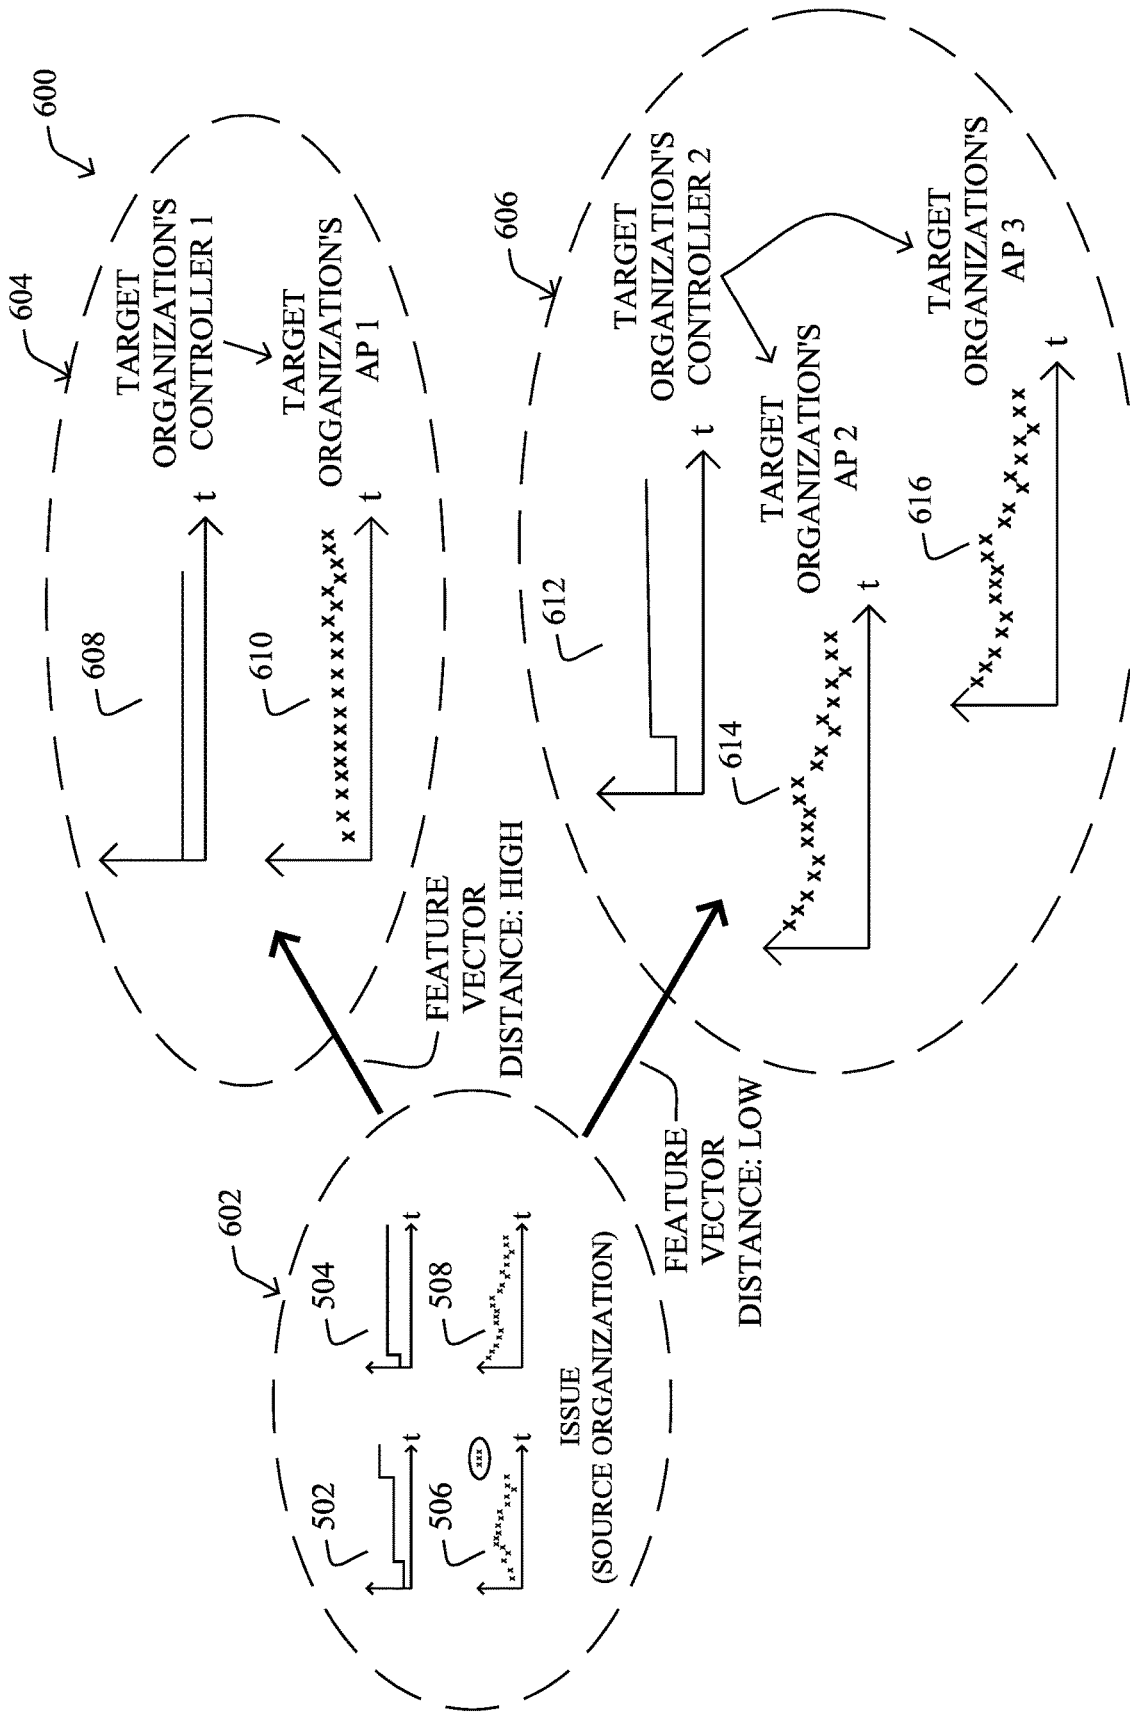 600
602
502
504
506
508
t
t
t
t
ISSUE
(SOURCE ORGANIZATION)
FEATURE
VECTOR
DISTANCE: HIGH
FEATURE
VECTOR
DISTANCE: LOW
604
608
t
TARGET
ORGANIZATION'S
CONTROLLER 1
610
t
TARGET
ORGANIZATION'S
AP 1
606
612
t
TARGET
ORGANIZATION'S
CONTROLLER 2
614
t
TARGET
ORGANIZATION'S
AP 2
616
t
TARGET
ORGANIZATION'S
AP 3